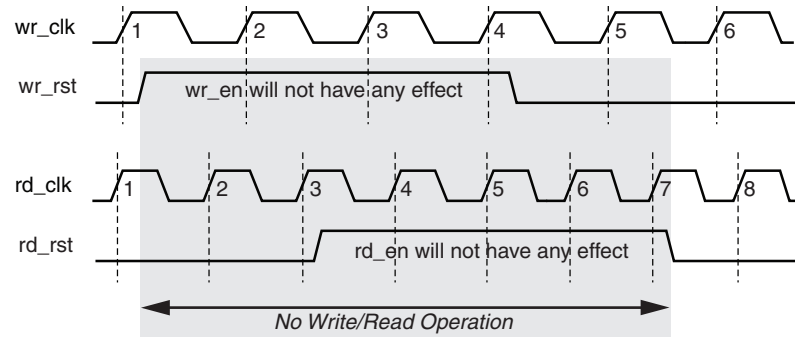 wr_clk 1 2 3 4 5 6
wr_rst wr_en will not have any effect
rd_clk 1 2 3 4 5 6 7 8
rd_rst rd_en will not have any effect
No Write/Read Operation